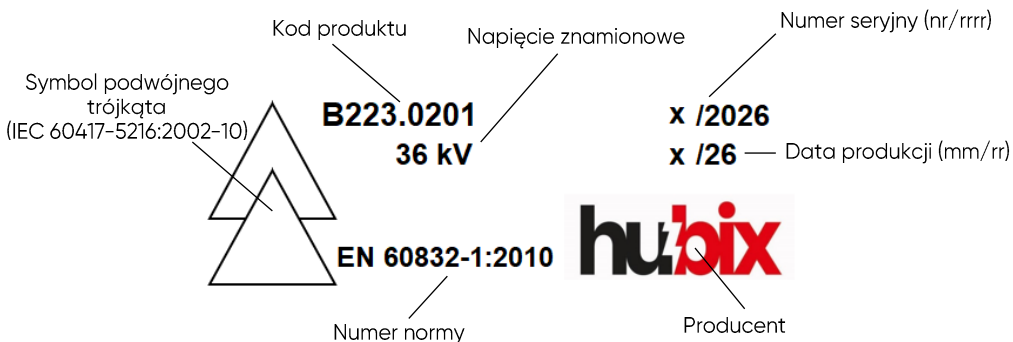 Kod produktu
Napięcie znamionowe
Numer seryjny (nr/rrrr)
Symbol podwójnego
trójkąta
(IEC 60417-5216:2002-10)
B223.0201
x /2026
36 kV
x /26
Data produkcji (mm/rr)
EN 60832-1:2010
hubix
Numer normy
Producent